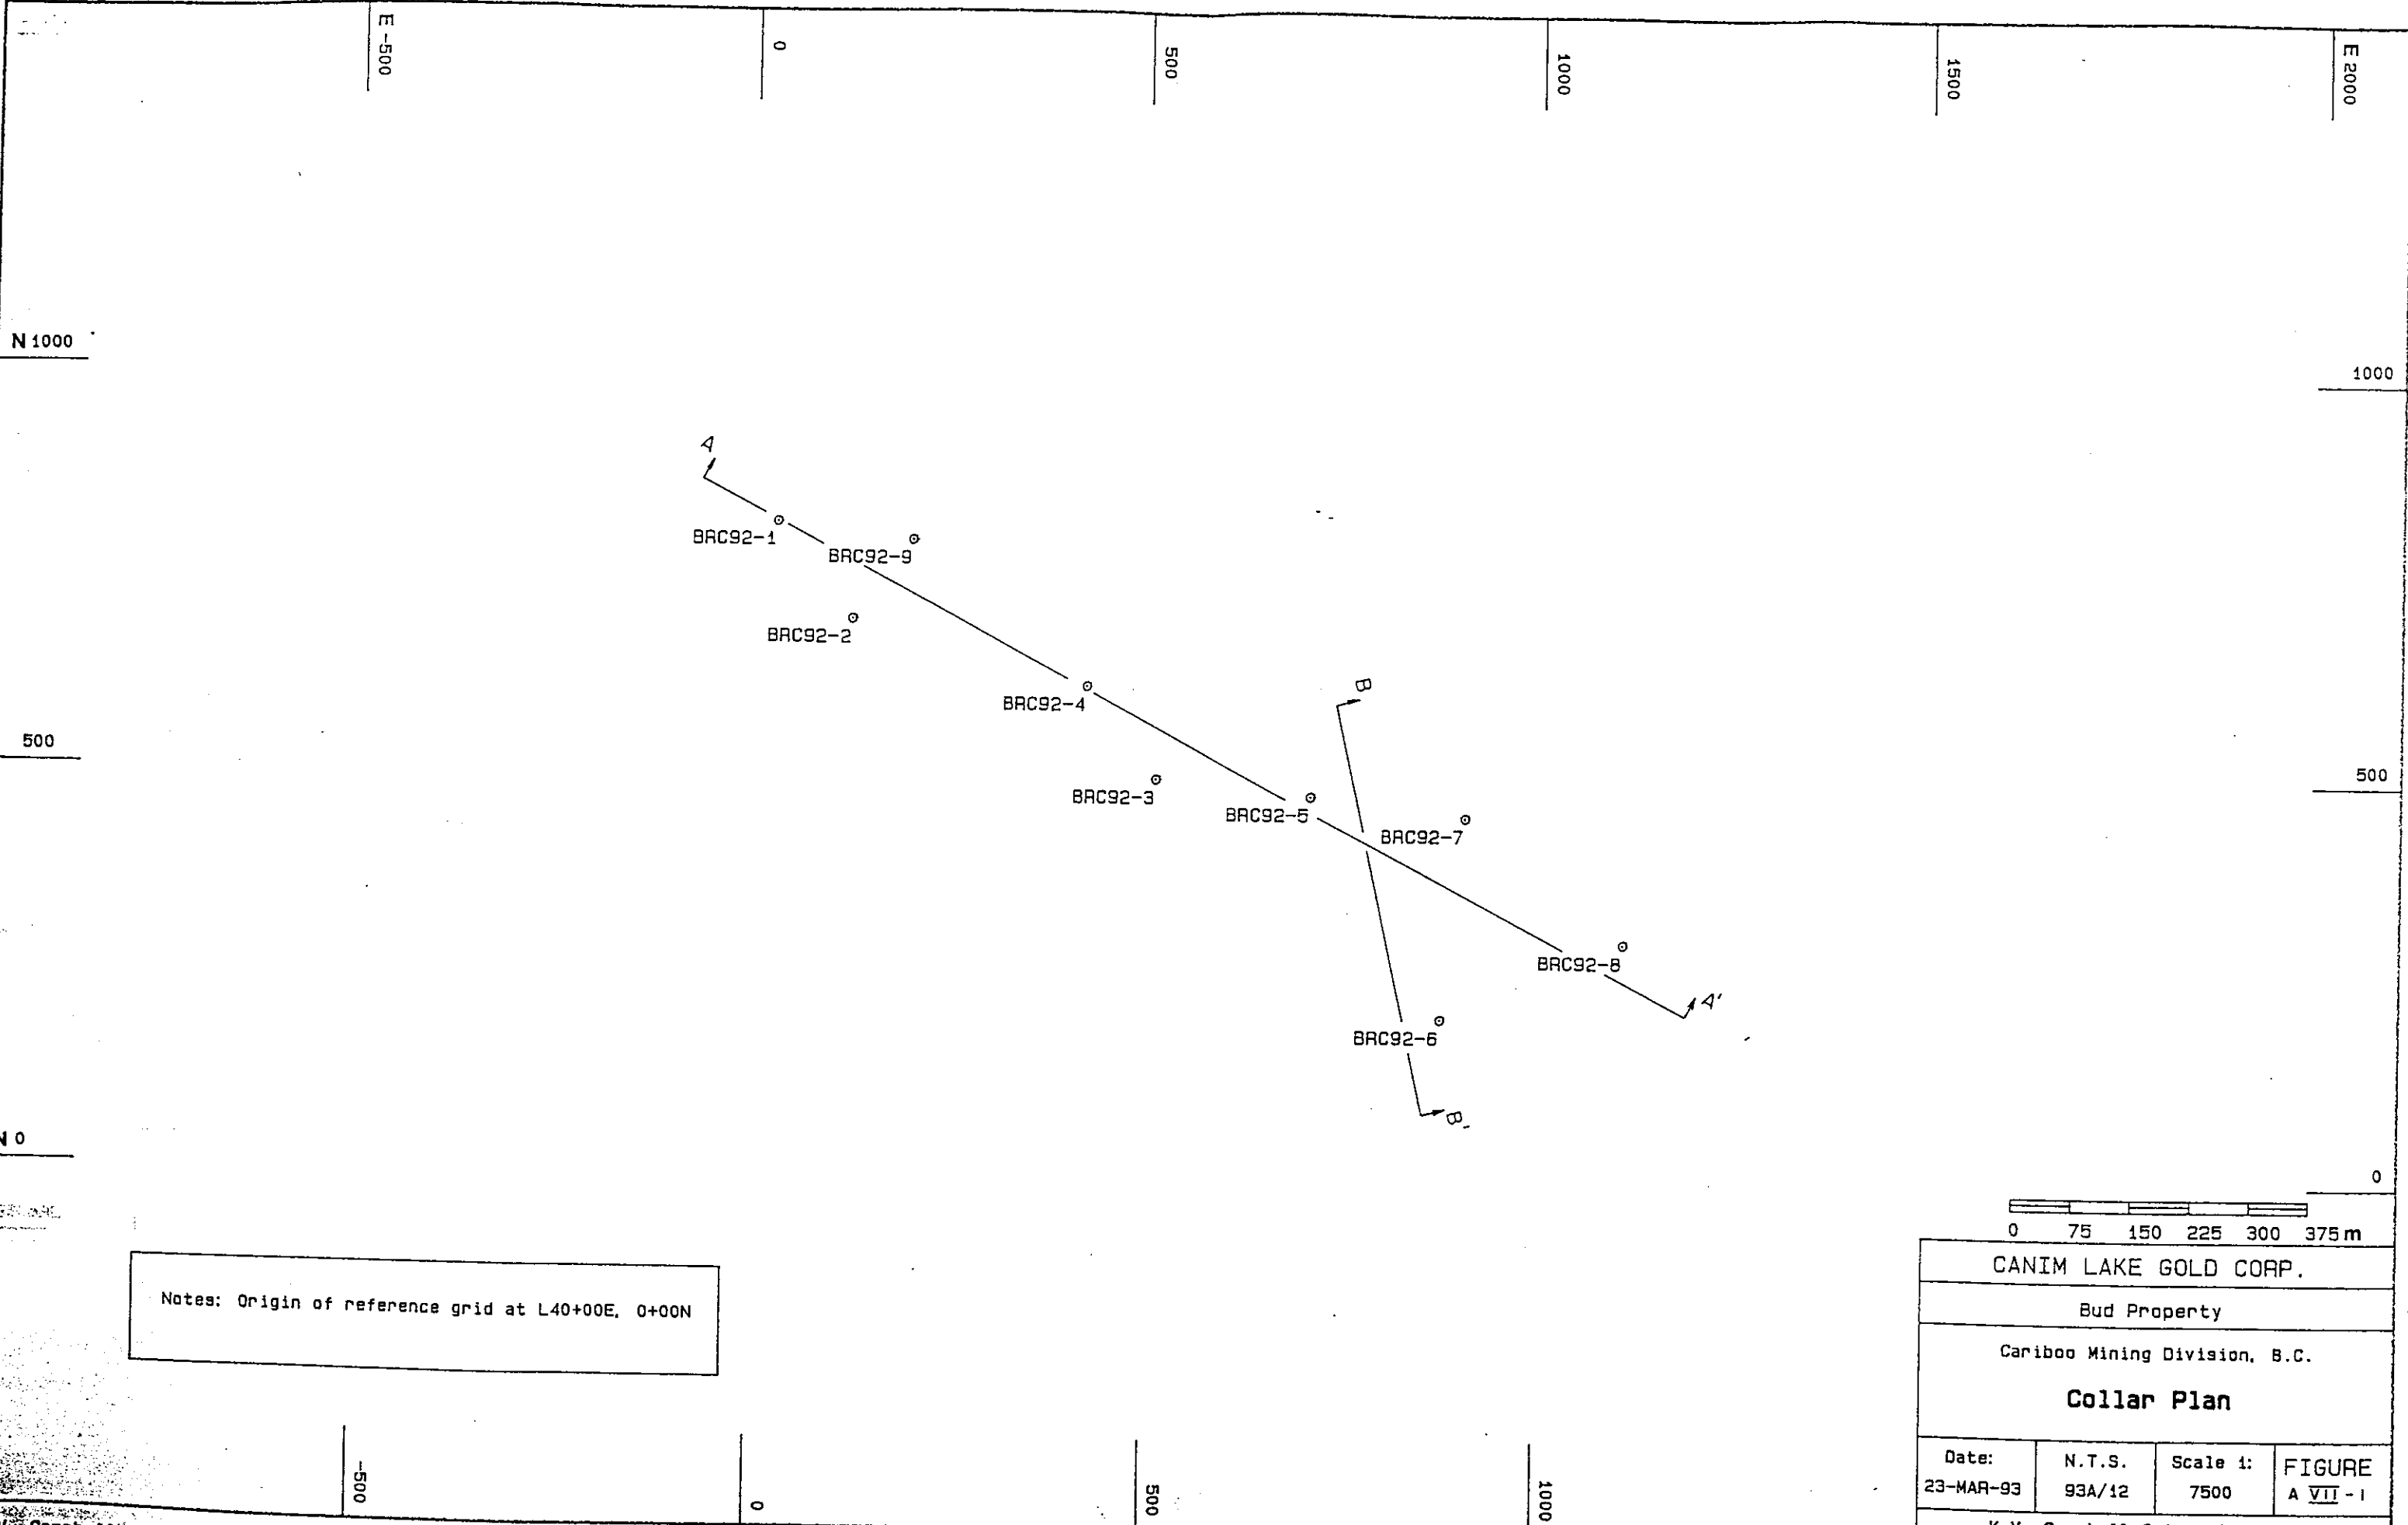 E -500
0
500
1000
1500
E 2000
N 1000
1000
A
BRC92-1
BRC92-9
BRC92-2
BRC92-4
B
500
500
BRC92-3
BRC92-5
BRC92-7
BRC92-8
A'
BRC92-6
B'
N 0
0
0 75 150 225 300 375 m
CANIM LAKE GOLD CORP.
Bud Property
Cariboo Mining Division, B.C.
Collar Plan
Date:
23-MAR-93
N.T.S.
93A/12
Scale 1:
7500
FIGURE
A VII - 1
Notes: Origin of reference grid at L40+00E, 0+00N
-500
0
500
1000